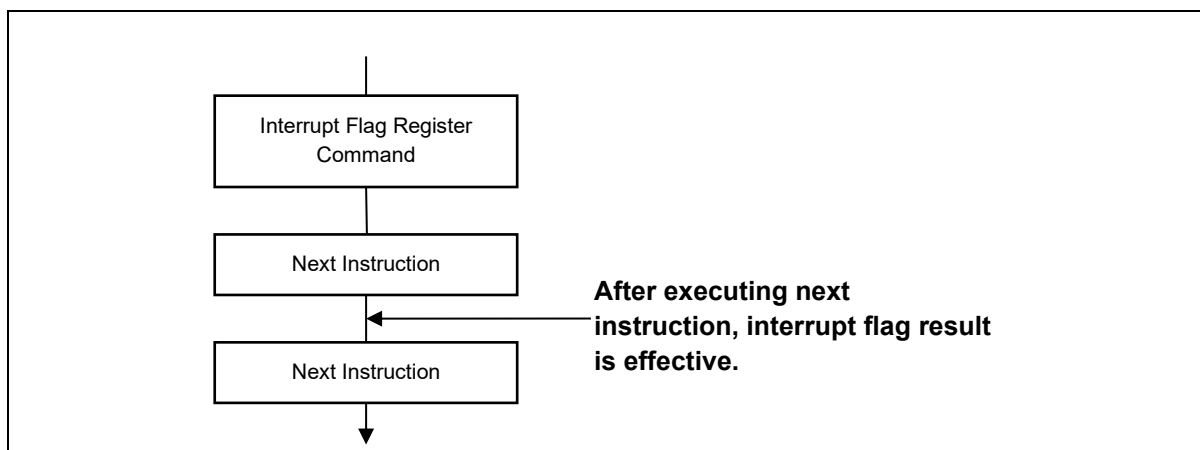 Interrupt Flag Register
Command
Next Instruction
After executing next
instruction, interrupt flag result
is effective.
Next Instruction